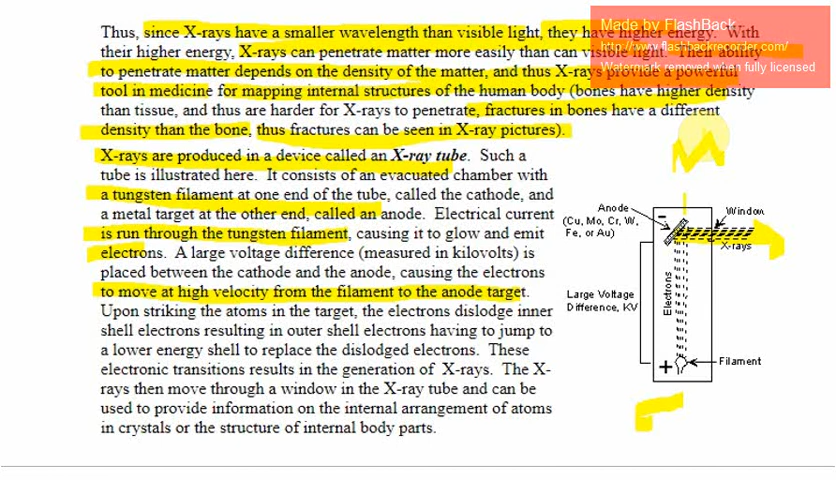 Made by FlashBack
http://www.flashbackrecorder.com/
Watermark removed when fully licensed
Thus, since X-rays have a smaller wavelength than visible light, they have higher energy. With
their higher energy, X-rays can penetrate matter more easily than can visible light. Their ability
to penetrate matter depends on the density of the matter, and thus X-rays provide a powerful
tool in medicine for mapping internal structures of the human body (bones have higher density
than tissue, and thus are harder for X-rays to penetrate, fractures in bones have a different
density than the bone, thus fractures can be seen in X-ray pictures).
X-rays are produced in a device called an X-ray tube. Such a
tube is illustrated here. It consists of an evacuated chamber with
a tungsten filament at one end of the tube, called the cathode, and
a metal target at the other end, called an anode. Electrical current
is run through the tungsten filament, causing it to glow and emit
electrons. A large voltage difference (measured in kilovolts) is
placed between the cathode and the anode, causing the electrons
to move at high velocity from the filament to the anode target.
Upon striking the atoms in the target, the electrons dislodge inner
shell electrons resulting in outer shell electrons having to jump to
a lower energy shell to replace the dislodged electrons. These
electronic transitions results in the generation of X-rays. The X-
rays then move through a window in the X-ray tube and can be
used to provide information on the internal arrangement of atoms
in crystals or the structure of internal body parts.
Anode
(Cu, Mo, Cr, W,
Fe, or Au)
-
Window
X-rays
Electrons
Large Voltage
Difference, KV
+
Filament